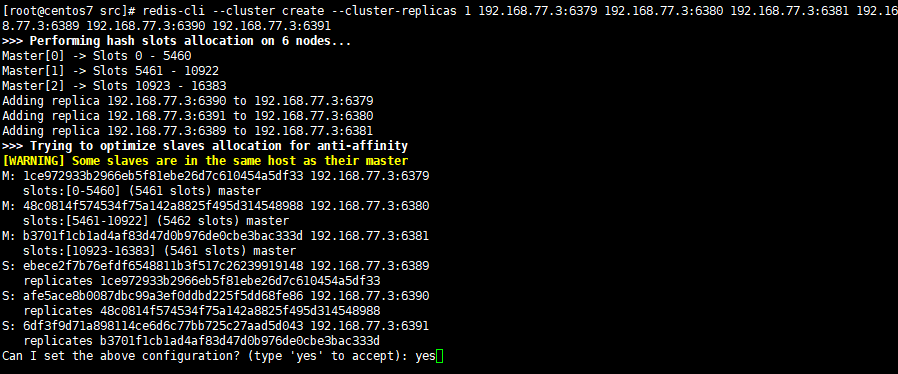 [root@centos7 src]# redis-cli --cluster create --cluster-replicas 1 192.168.77.3:6379 192.168.77.3:6380 192.168.77.3:6381 192.16
8.77.3:6389 192.168.77.3:6390 192.168.77.3:6391
>>> Performing hash slots allocation on 6 nodes...
Master[0] -> Slots 0 - 5460
Master[1] -> Slots 5461 - 10922
Master[2] -> Slots 10923 - 16383
Adding replica 192.168.77.3:6390 to 192.168.77.3:6379
Adding replica 192.168.77.3:6391 to 192.168.77.3:6380
Adding replica 192.168.77.3:6389 to 192.168.77.3:6381
>>> Trying to optimize slaves allocation for anti-affinity
[WARNING] Some slaves are in the same host as their master
M: 1ce972933b2966eb5f81ebe26d7c610454a5df33 192.168.77.3:6379
   slots:[0-5460] (5461 slots) master
M: 48c0814f574534f75a142a8825f495d314548988 192.168.77.3:6380
   slots:[5461-10922] (5462 slots) master
M: b3701f1cb1ad4af83d47d0b976de0cbe3bac333d 192.168.77.3:6381
   slots:[10923-16383] (5461 slots) master
S: ebece2f7b76efdf6548811b3f517c26239919148 192.168.77.3:6389
   replicates 1ce972933b2966eb5f81ebe26d7c610454a5df33
S: afe5ace8b0087dbc99a3ef0ddbd225f5dd68fe86 192.168.77.3:6390
   replicates 48c0814f574534f75a142a8825f495d314548988
S: 6df3f9d71a898114ce6d6c77bb725c27aad5d043 192.168.77.3:6391
   replicates b3701f1cb1ad4af83d47d0b976de0cbe3bac333d
Can I set the above configuration? (type 'yes' to accept): yes